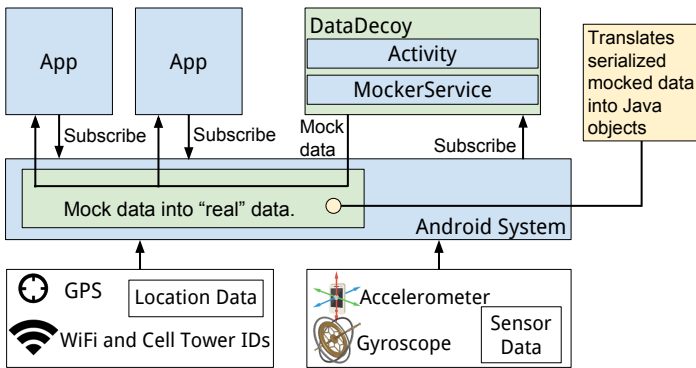 App
App
DataDecoy
Activity
MockerService
Translates
serialized
mocked data
into Java
objects
Subscribe
Subscribe
Mock
data
Subscribe
Mock data into “real” data.
Android System
GPS
Location Data
WiFi and Cell Tower IDs
Accelerometer
Gyroscope
Sensor
Data